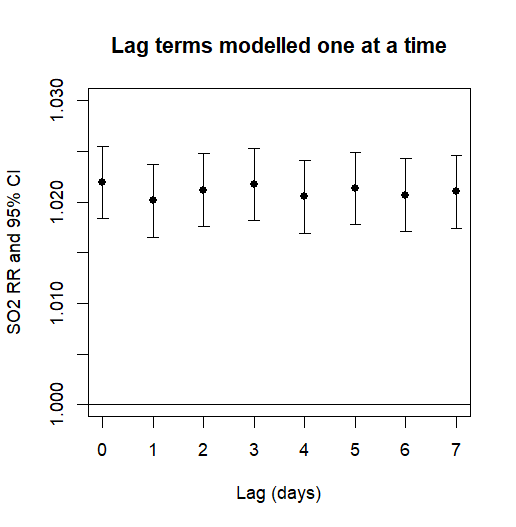 Lag terms modelled one at a time
SO2 RR and 95% CI
1.030
1.020
1.010
1.000
0 1 2 3 4 5 6 7
Lag (days)